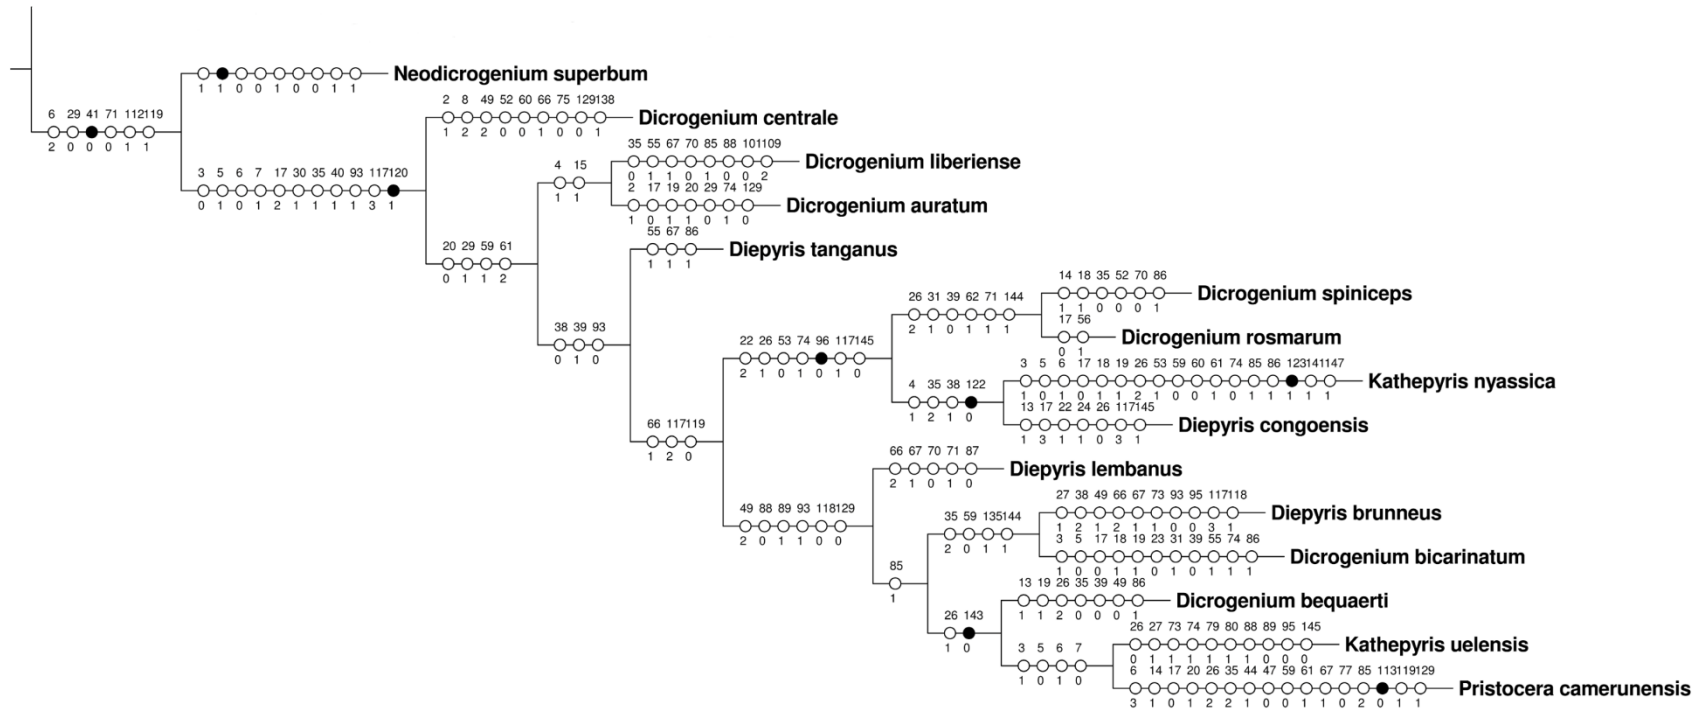 Neodicrogenium superbum
1 1 0 0 1 0 0 1 1
6 29 41 71 112119
2 0 0 0 1 1
3 5 6 7 17 30 35 40 93 117120
0 1 0 1 2 1 1 1 1 3 1
2 8 49 52 60 66 75 129138
Dicrogenium centrale
1 2 2 0 0 1 0 0 1
35 55 67 70 85 88 101109
Dicrogenium liberiense
0 1 1 0 1 0 0 2
4 15
1 1
2 17 19 20 29 74 129
Dicrogenium auratum
1 0 1 1 0 1 0
20 29 59 61
0 1 1 2
55 67 86
Diepyris tanganus
1 1 1
38 39 93
0 1 0
14 18 35 52 70 86
Dicrogenium spiniceps
1 1 0 0 0 1
26 31 39 62 71 144
2 1 0 1 1 1
17 56
Dicrogenium rosmarum
0 1
22 26 53 74 96 117145
2 1 0 1 0 1 0
3 5 6 17 18 19 26 53 59 60 61 74 85 86 123141147
Kathepyris nyassica
1 0 1 0 1 1 2 1 0 0 1 0 1 1 1 1 1
4 35 38 122
1 2 1 0
13 17 22 24 26 117145
Diepyris congoensis
1 3 1 1 0 3 1
66 117119
1 2 0
66 67 70 71 87
Diepyris lembanus
2 1 0 1 0
49 88 89 93 118129
2 0 1 1 0 0
27 38 49 66 67 73 93 95 117118
Diepyris brunneus
1 2 1 2 1 1 0 0 3 1
35 59 135144
2 0 1 1
3 5 17 18 19 23 31 39 55 74 86
Dicrogenium bicarinatum
1 0 0 1 1 0 1 0 1 1 1
85
1
13 19 26 35 39 49 86
Dicrogenium bequaerti
1 1 2 0 0 0 1
26 143
1 0
26 27 73 74 79 80 88 89 95 145
Kathepyris uelensis
0 1 1 1 1 1 1 0 0 0
3 5 6 7
1 0 1 0
6 14 17 20 26 35 44 47 59 61 67 77 85 113119129
Pristocera camerunensis
3 1 0 1 2 2 1 0 0 1 1 0 2 0 1 1